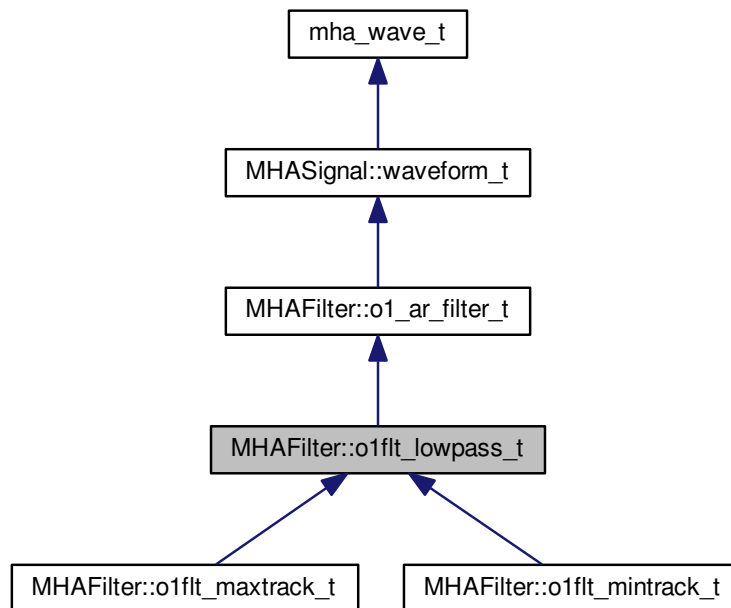 mha_wave_t
MHASignal::waveform_t
MHAFilter::o1_ar_filter_t
MHAFilter::o1flt_lowpass_t
MHAFilter::o1flt_maxtrack_t
MHAFilter::o1flt_mintrack_t